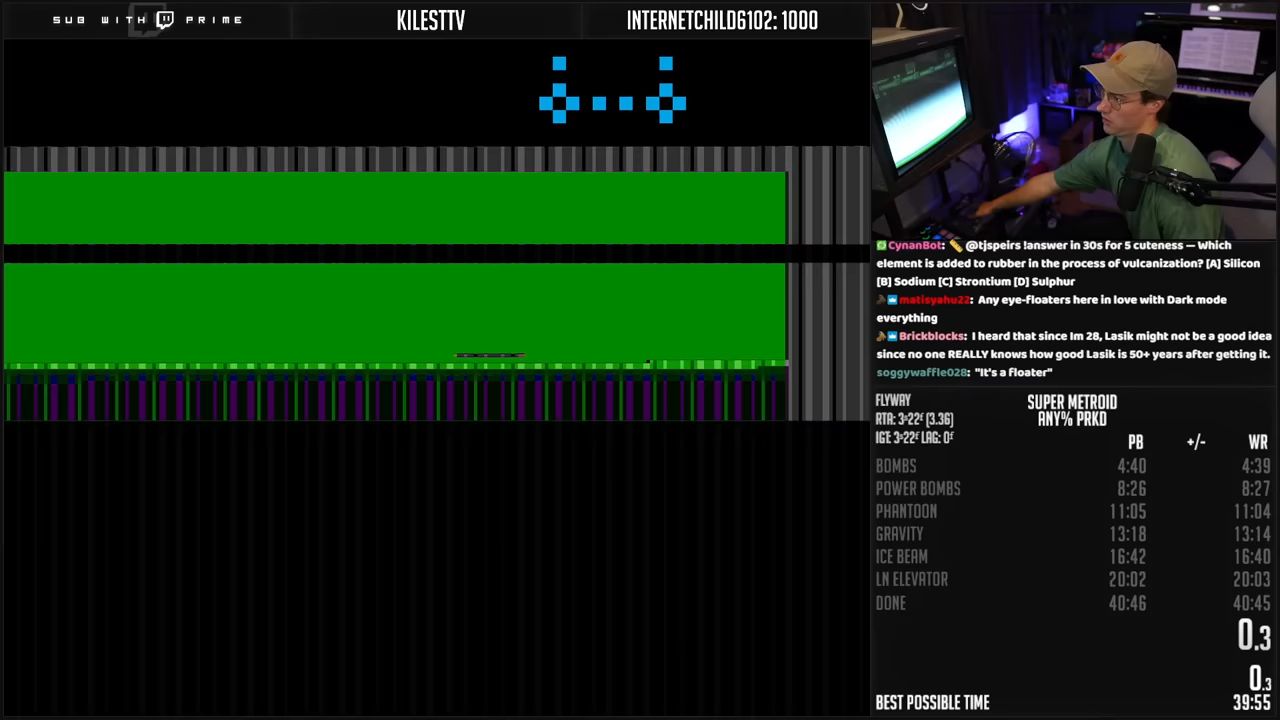 SUB WITH PRIME
KILESTTV
INTERNETCHILD6102: 1000
CynanBot: @tjspeirs !answer in 30s for 5 cuteness — Which
element is added to rubber in the process of vulcanization? [A] Silicon
[B] Sodium [C] Strontium [D] Sulphur
matisyahu22: Any eye-floaters here in love with Dark mode
everything
Brickblocks: I heard that since Im 28, Lasik might not be a good idea
since no one REALLY knows how good Lasik is 50+ years after getting it.
soggywaffle028: "It's a floater"
FLYWAY
RTA: 3s22f (3.36)
IGT: 3s22f LAG: 0f
SUPER METROID
ANY% PRKD
PB +/- WR
BOMBS 4:40 4:39
POWER BOMBS 8:26 8:27
PHANTOON 11:05 11:04
GRAVITY 13:18 13:14
ICE BEAM 16:42 16:40
LN ELEVATOR 20:02 20:03
DONE 40:46 40:45
0.3
0.3
BEST POSSIBLE TIME 39:55